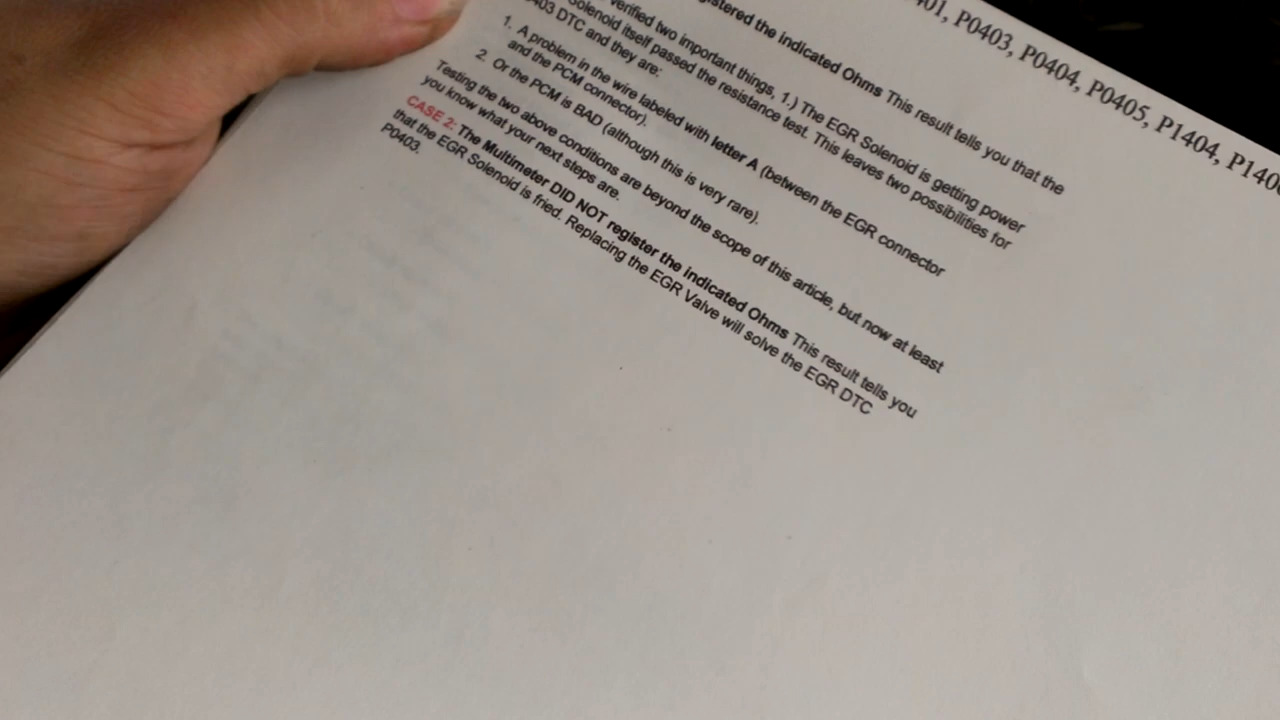 401, P0403, P0404, P0405, P1404, P140
gistered the indicated Ohms This result tells you that the
verified two important things, 1.) The EGR Solenoid is getting power
Solenoid itself passed the resistance test. This leaves two possibilities for
403 DTC and they are:
1. A problem in the wire labeled with letter A (between the EGR connector
and the PCM connector).
2. Or the PCM is BAD (although this is very rare).
Testing the two above conditions are beyond the scope of this article, but now at least
you know what your next steps are.
CASE 2: The Multimeter DID NOT register the indicated Ohms This result tells you
that the EGR Solenoid is fried. Replacing the EGR Valve will solve the EGR DTC
P0403.